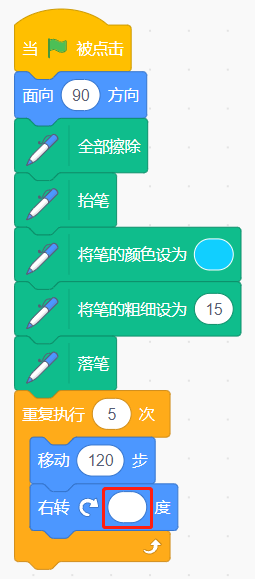 当 被点击
面向 90 方向
全部擦除
抬笔
将笔的颜色设为
将笔的粗细设为 15
落笔
重复执行 5 次
移动 120 步
右转 度